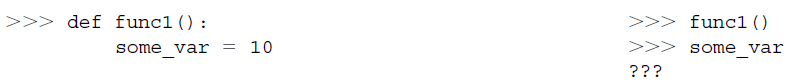 >>> def func1():
        some_var = 10
>>> func1()
>>> some_var
???